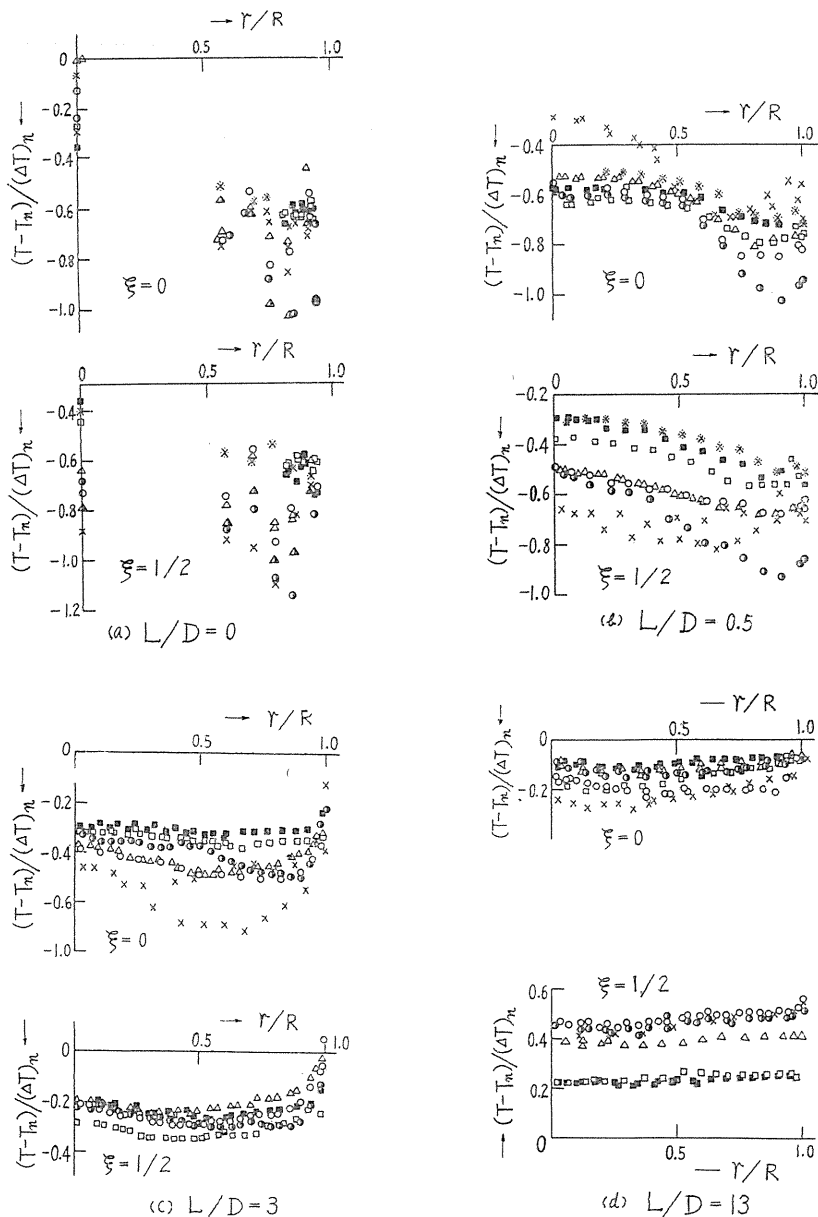 → r/R
0 0.5 1.0
0
-0.2
-0.4
-0.6
-0.8
-1.0
(T-Tn)/(ΔT)n →
ξ=0
→ r/R
0 0.5 1.0
-0.4
-0.6
-0.8
-1.0
-1.2
(T-Tn)/(ΔT)n →
ξ=1/2
(a) L/D=0
→ r/R
0 0.5 1.0
-0.4
-0.6
-0.8
-1.0
(T-Tn)/(ΔT)n →
ξ=0
→ r/R
0 0.5 1.0
-0.2
-0.4
-0.6
-0.8
-1.0
(T-Tn)/(ΔT)n →
ξ=1/2
(b) L/D=0.5
→ r/R
0 0.5 1.0
-0.2
-0.4
-0.6
-0.8
-1.0
(T-Tn)/(ΔT)n →
ξ=0
→ r/R
0 0.5 1.0
-0.2
-0.4
(T-Tn)/(ΔT)n →
ξ=1/2
(c) L/D=3
— r/R
0 0.5 1.0
-0.2
(T-Tn)/(ΔT)n →
ξ=0
ξ=1/2
0.6
0.4
0.2
0
→ (T-Tn)/(ΔT)n
0.5 1.0
— r/R
(d) L/D=13